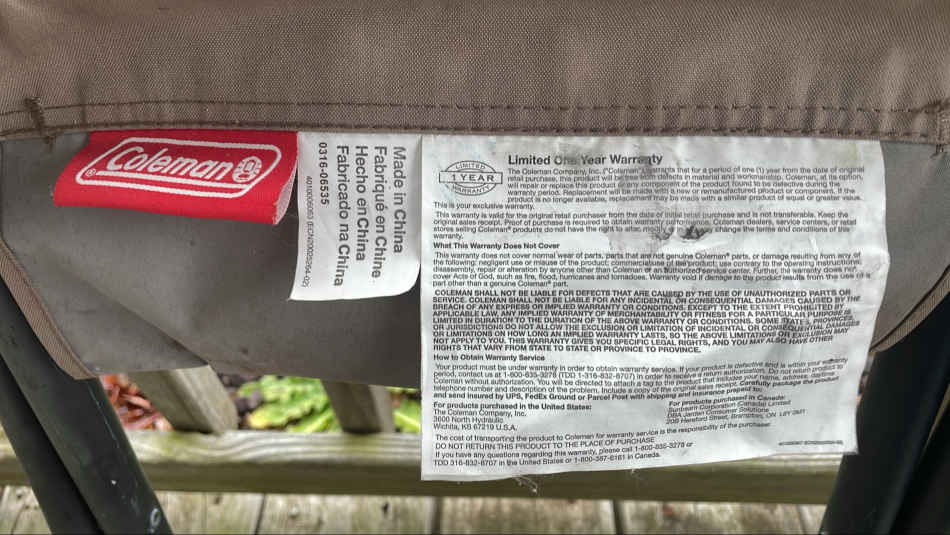 Coleman®
Made in China
Fabriqué en Chine
Hecho en China
Fabricado na China
0316-06535
LIMITED
1 YEAR
WARRANTY
Limited One Year Warranty
The Coleman Company, Inc. ("Coleman") warrants that for a period of one (1) year from the date of original
retail purchase, this product will be free from defects in material and workmanship. Coleman, at its option,
will repair or replace this product or any component of the product found to be defective during the
warranty period. Replacement will be made with a new or remanufactured product or component. If the
product is no longer available, replacement may be made with a similar product of equal or greater value.
This is your exclusive warranty.
This warranty is valid for the original retail purchaser from the date of initial retail purchase and is not transferable. Keep the
original sales receipt. Proof of purchase is required to obtain warranty performance. Coleman dealers, service centers, or retail
stores selling Coleman® products do not have the right to alter, modify or any way change the terms and conditions of this
warranty.
What This Warranty Does Not Cover
This warranty does not cover normal wear of parts, parts that are not genuine Coleman® parts, or damage resulting from any of
the following: negligent use or misuse of the product; commercial use of the product; use contrary to the operating instructions;
disassembly, repair or alteration by anyone other than Coleman or an authorized service center. Further, the warranty does not
cover Acts of God, such as fire, flood, hurricanes and tornadoes. Warranty void if damage to the product results from the use of a
part other than a genuine Coleman® part.
COLEMAN SHALL NOT BE LIABLE FOR DEFECTS THAT ARE CAUSED BY THE USE OF UNAUTHORIZED PARTS OR
SERVICE. COLEMAN SHALL NOT BE LIABLE FOR ANY INCIDENTAL OR CONSEQUENTIAL DAMAGES CAUSED BY THE
BREACH OF ANY EXPRESS OR IMPLIED WARRANTY OR CONDITIONS. EXCEPT TO THE EXTENT PROHIBITED BY
APPLICABLE LAW, ANY IMPLIED WARRANTY OF MERCHANTABILITY OR FITNESS FOR A PARTICULAR PURPOSE IS
LIMITED IN DURATION TO THE DURATION OF THE ABOVE WARRANTY OR CONDITIONS. SOME STATES, PROVINCES,
OR JURISDICTIONS DO NOT ALLOW THE EXCLUSION OR LIMITATION OF INCIDENTAL OR CONSEQUENTIAL DAMAGES
OR LIMITATIONS ON HOW LONG AN IMPLIED WARRANTY LASTS, SO THE ABOVE LIMITATIONS OR EXCLUSION MAY
NOT APPLY TO YOU. THIS WARRANTY GIVES YOU SPECIFIC LEGAL RIGHTS, AND YOU MAY ALSO HAVE OTHER
RIGHTS THAT VARY FROM STATE TO STATE OR PROVINCE TO PROVINCE.
How to Obtain Warranty Service
Your product must be under warranty in order to obtain warranty service. If your product is defective and is within your warranty
period, contact us at 1-800-835-3278 (TDD 1-316-832-8707) in order to receive a return authorization. Do not return product to
Coleman without authorization. You will be directed to attach a tag to the product that includes your name, address, daytime
telephone number and description of the problem. Include a copy of the original sales receipt. Carefully package the product
and send insured by UPS, FedEx Ground or Parcel Post with shipping and insurance prepaid to:
For products purchased in the United States:
The Coleman Company, Inc.
3600 North Hydraulic
Wichita, KS 67219 U.S.A.
For products purchased in Canada:
Sunbeam Corporation (Canada) Limited
DBA Jarden Consumer Solutions
20B Hereford Street, Brampton, ON L6Y 0M1
The cost of transporting the product to Coleman for warranty service is the responsibility of the purchaser.
DO NOT RETURN THIS PRODUCT TO THE PLACE OF PURCHASE
If you have any questions regarding this warranty, please call 1-800-835-3278 or
TDD 316-832-8707 in the United States or 1-800-387-6161 in Canada.